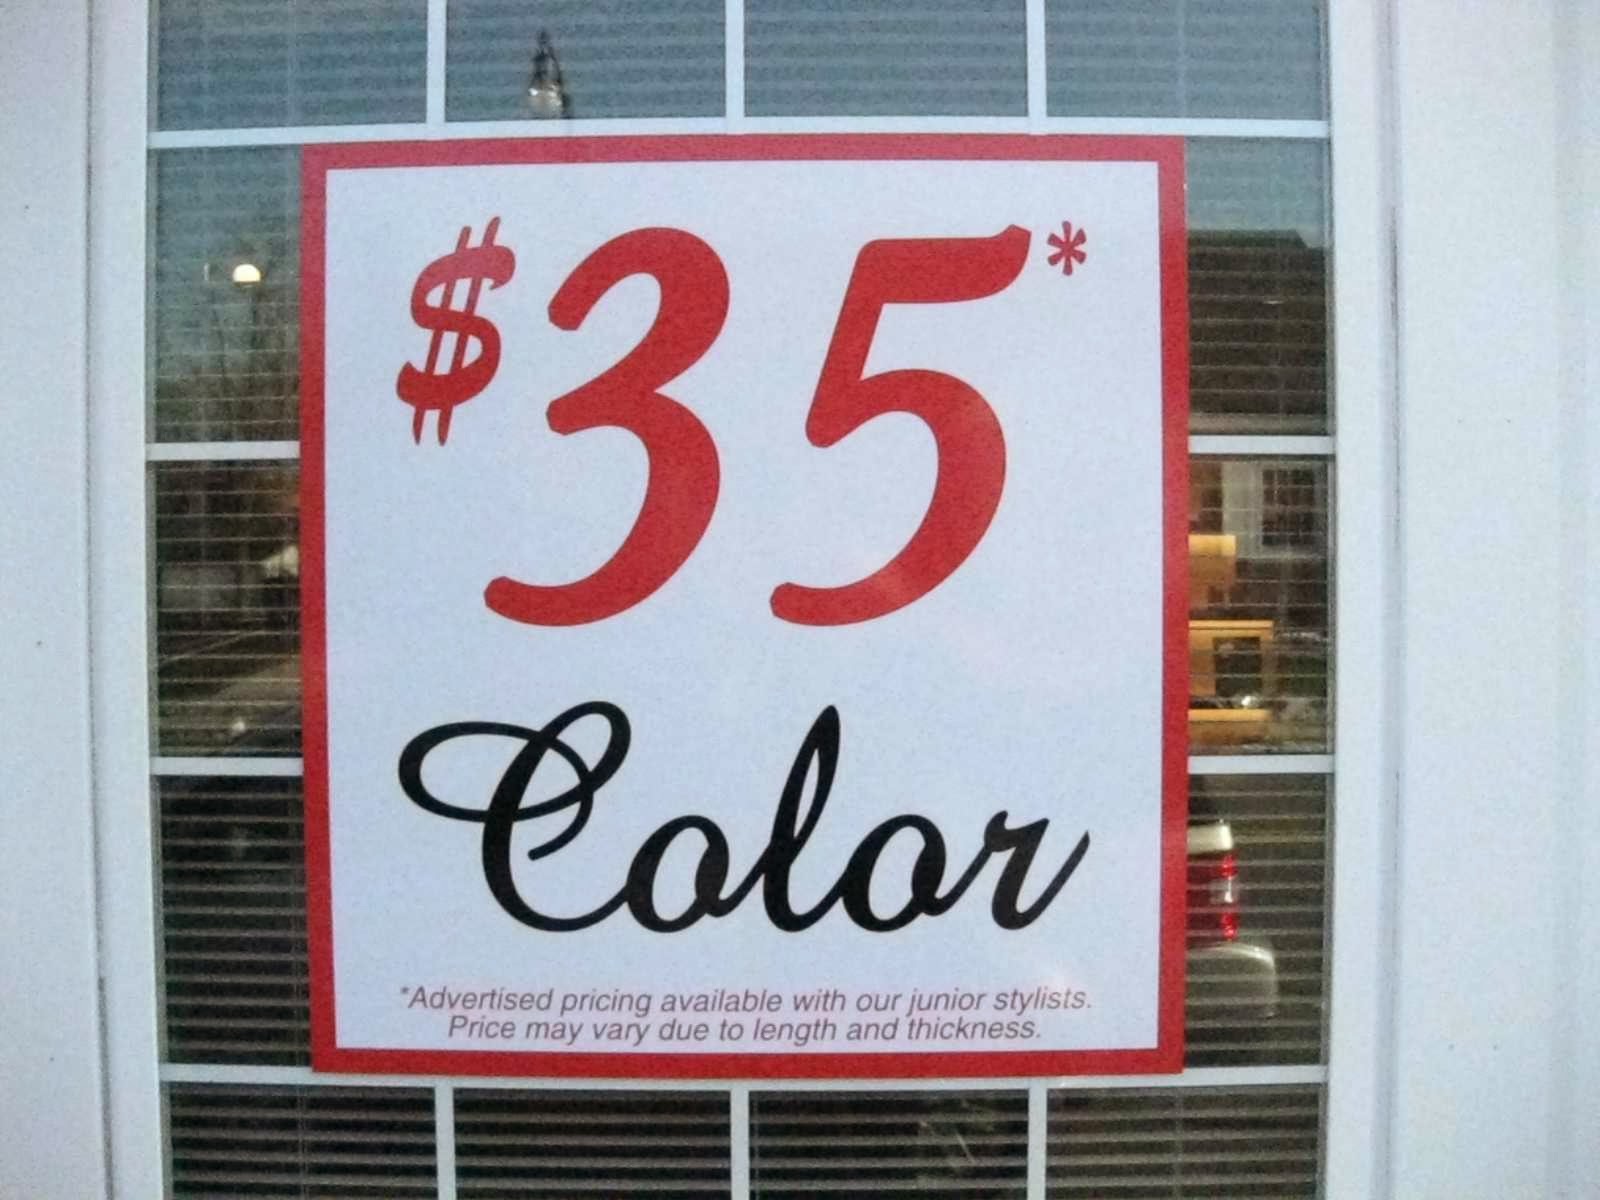 $35*
Color
*Advertised pricing available with our junior stylists.
Price may vary due to length and thickness.